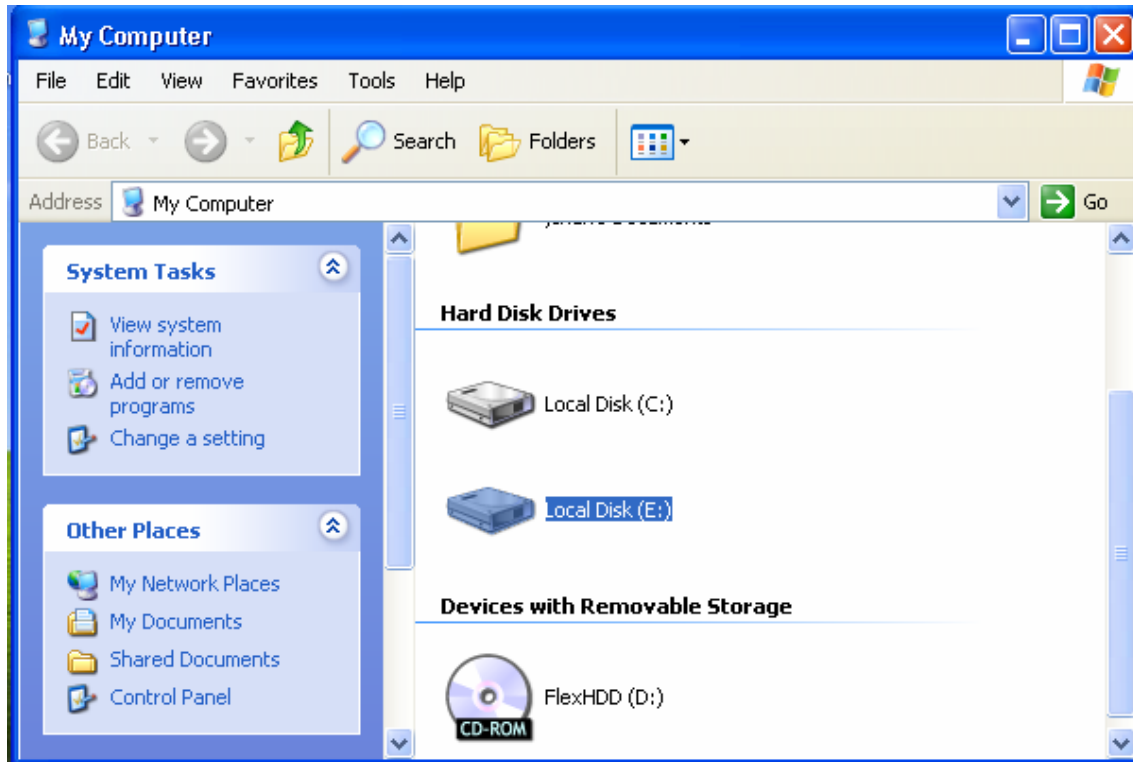 My Computer
File Edit View Favorites Tools Help
Back Search Folders
Address My Computer Go
System Tasks
View system
information
Add or remove
programs
Change a setting
Other Places
My Network Places
My Documents
Shared Documents
Control Panel
Documents
Hard Disk Drives
Local Disk (C:)
Local Disk (E:)
Devices with Removable Storage
CD-ROM
FlexHDD (D:)